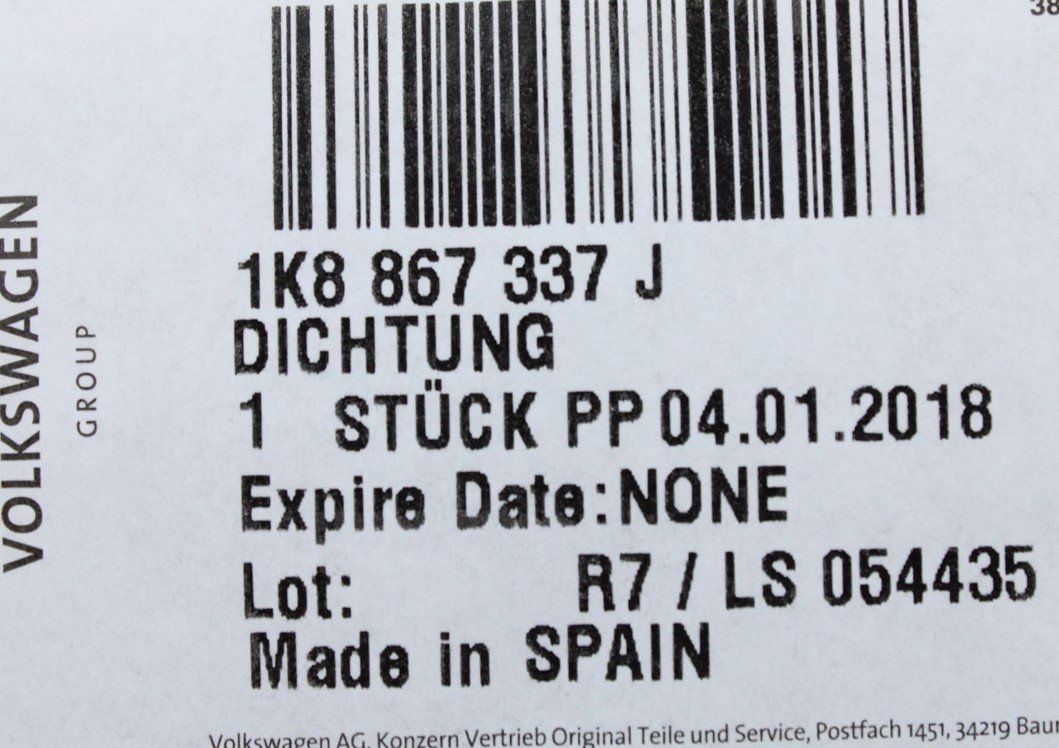 38
VOLKSWAGEN
GROUP
1K8 867 337 J
DICHTUNG
1 STÜCK PP 04.01.2018
Expire Date:NONE
Lot: R7 / LS 054435
Made in SPAIN
Volkswagen AG, Konzern Vertrieb Original Teile und Service, Postfach 1451, 34219